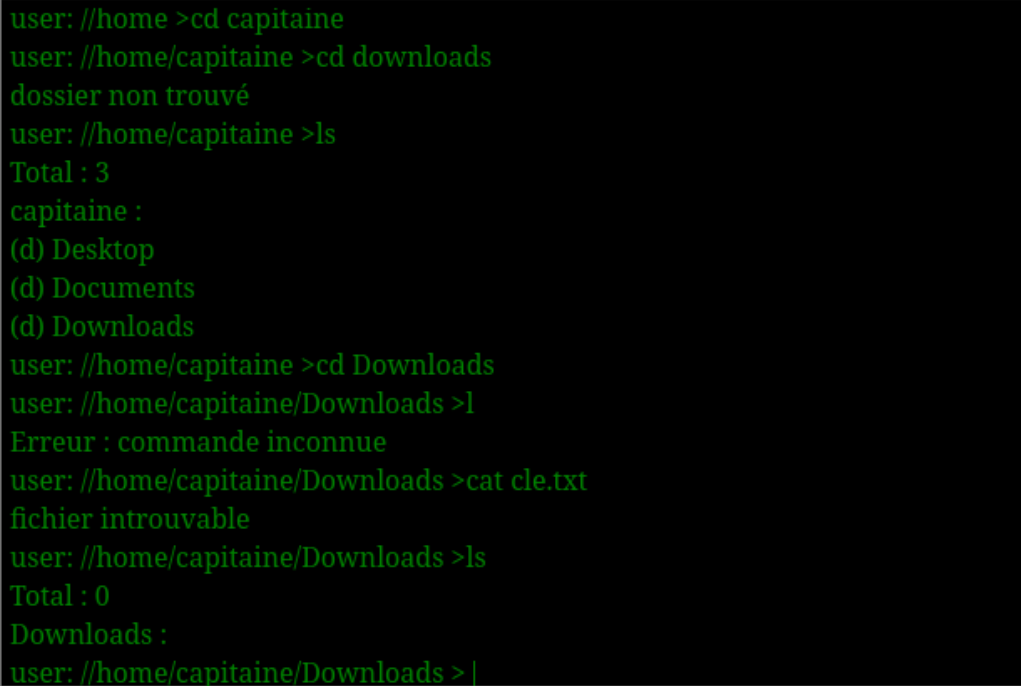 user: //home >cd capitaine
user: //home/capitaine >cd downloads
dossier non trouvé
user: //home/capitaine >ls
Total : 3
capitaine :
(d) Desktop
(d) Documents
(d) Downloads
user: //home/capitaine >cd Downloads
user: //home/capitaine/Downloads >l
Erreur : commande inconnue
user: //home/capitaine/Downloads >cat cle.txt
fichier introuvable
user: //home/capitaine/Downloads >ls
Total : 0
Downloads :
user: //home/capitaine/Downloads >|